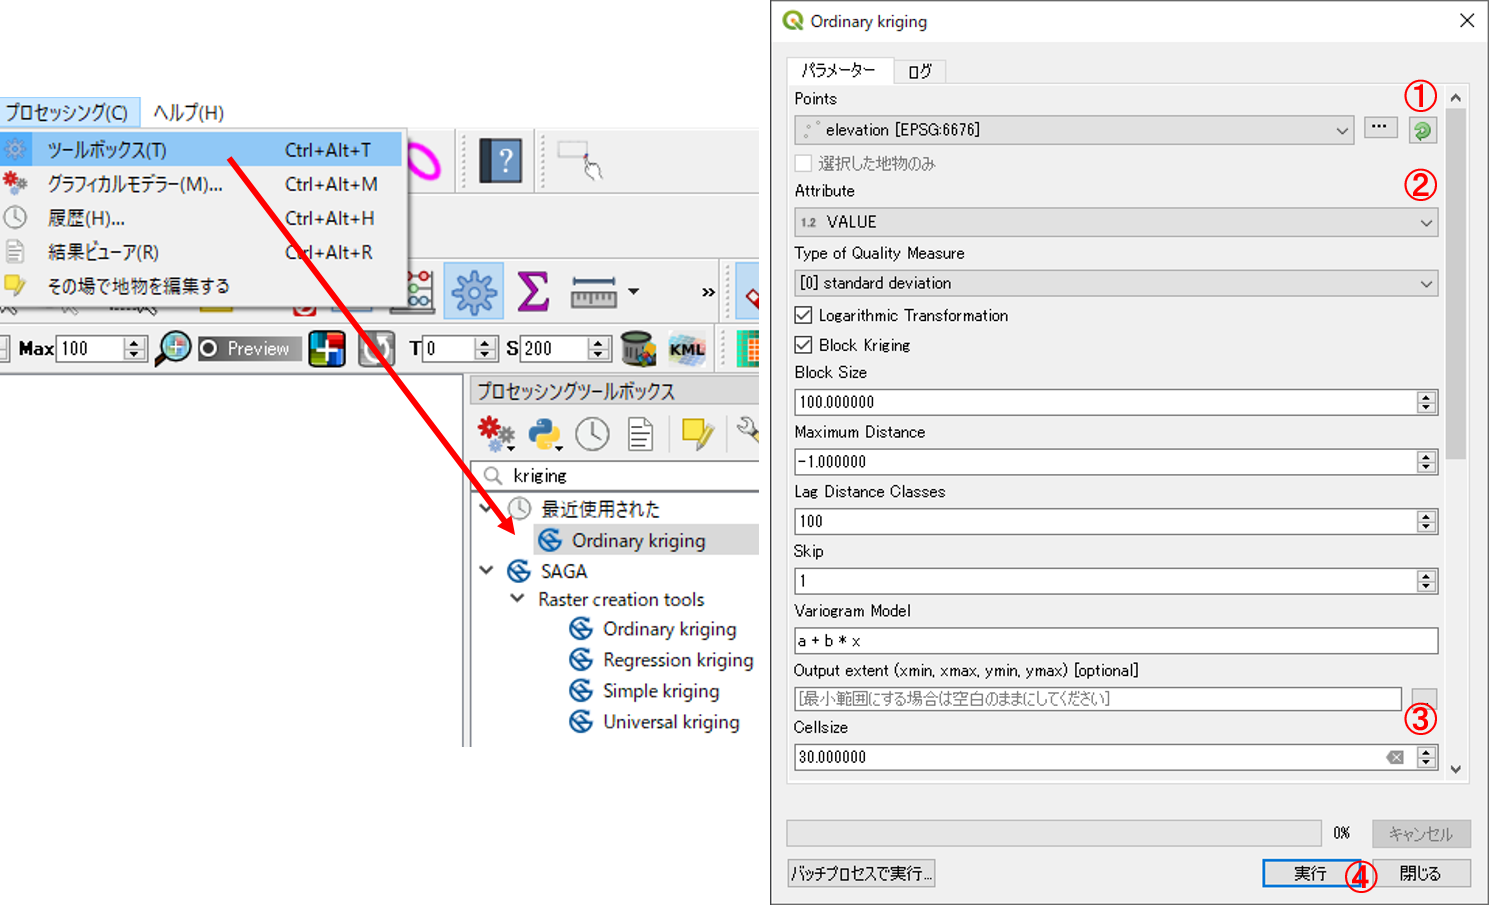 プロセッシング(C) ヘルプ(H)
ツールボックス(T) Ctrl+Alt+T
グラフィカルモデラー(M)... Ctrl+Alt+M
履歴(H)... Ctrl+Alt+H
結果ビューア(R) Ctrl+Alt+R
その場で地物を編集する
Max 100 Preview T 0 S 200 KML
プロセッシングツールボックス
kriging
最近使用された
Ordinary kriging
SAGA
Raster creation tools
Ordinary kriging
Regression kriging
Simple kriging
Universal kriging
Ordinary kriging
パラメーター ログ
Points ①
elevation [EPSG:6676] ...
選択した地物のみ
Attribute ②
1.2 VALUE
Type of Quality Measure
[0] standard deviation
Logarithmic Transformation
Block Kriging
Block Size
100.000000
Maximum Distance
-1.000000
Lag Distance Classes
100
Skip
1
Variogram Model
a + b * x
Output extent (xmin, xmax, ymin, ymax) [optional]
[最小範囲にする場合は空白のままにしてください]
Cellsize ③
30.000000
0% キャンセル
バッチプロセスで実行... 実行 ④ 閉じる